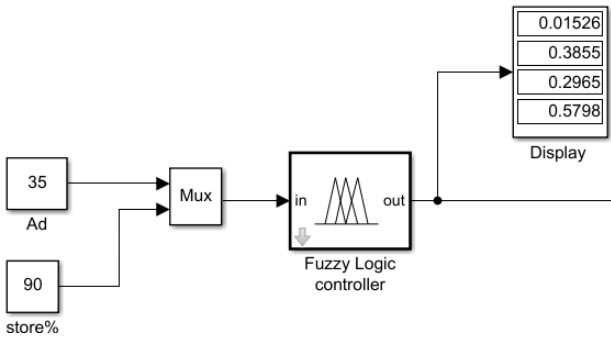 0.01526
0.3855
0.2965
0.5798
Display
35
Ad
Mux
in
out
Fuzzy Logic
controller
90
store%